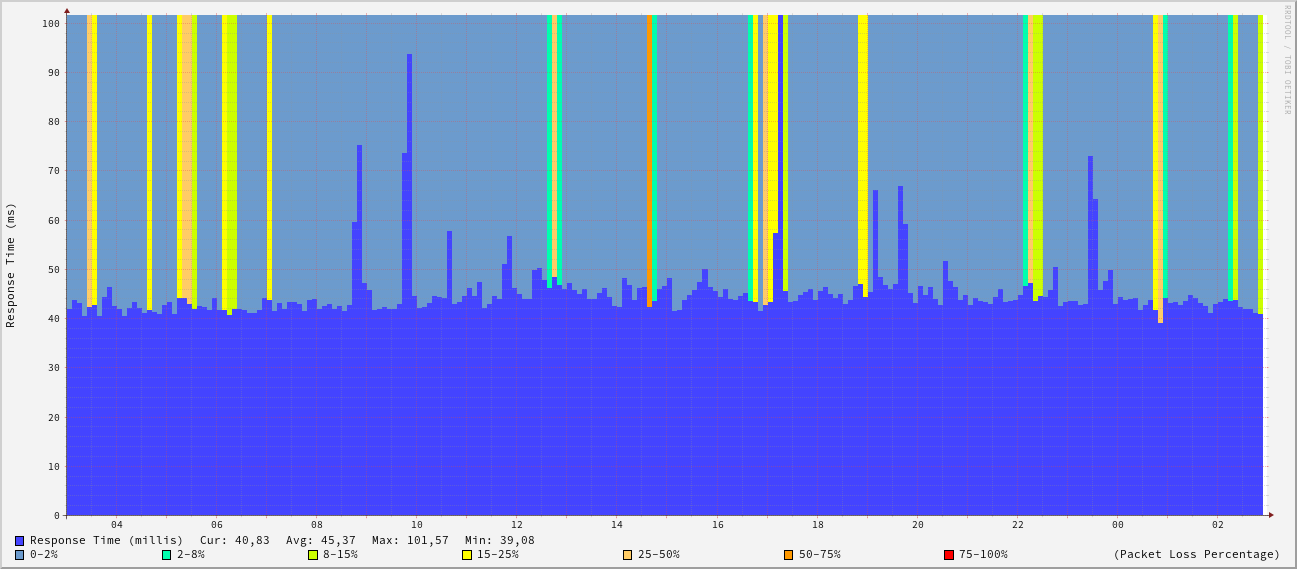 RRDTOOL / TOBI OETIKER
Response Time (ms)
100
90
80
70
60
50
40
30
20
10
0
04 06 08 10 12 14 16 18 20 22 00 02
Response Time (millis) Cur: 40,83 Avg: 45,37 Max: 101,57 Min: 39,08
0-2% 2-8% 8-15% 15-25% 25-50% 50-75% 75-100% (Packet Loss Percentage)